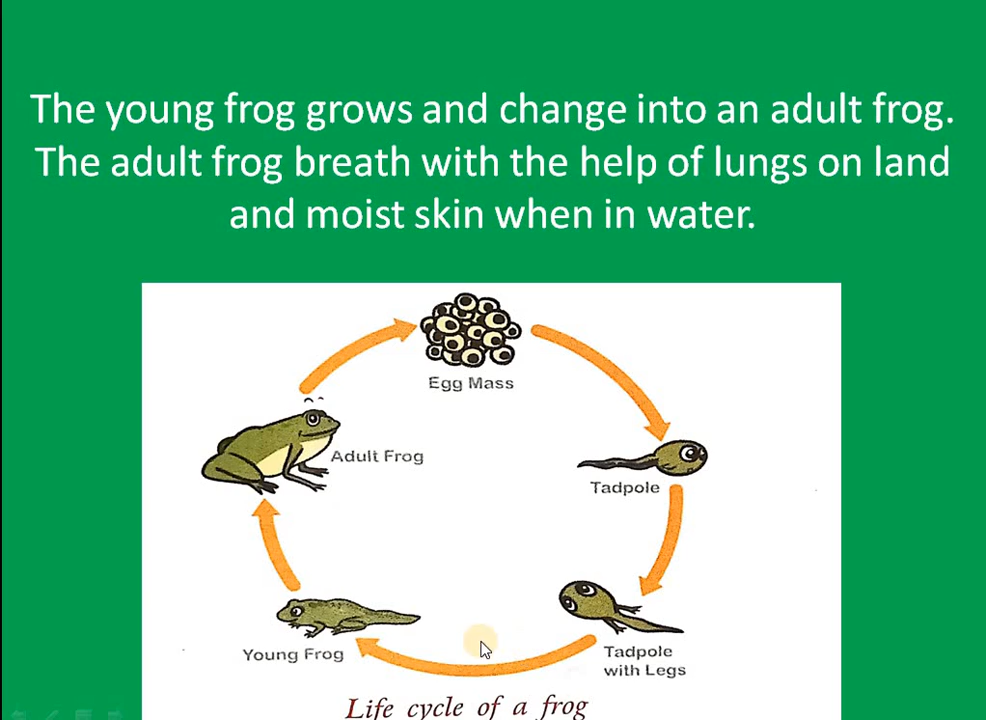 The young frog grows and change into an adult frog.
The adult frog breath with the help of lungs on land
and moist skin when in water.
Egg Mass
Adult Frog
Tadpole
Young Frog
Tadpole
with Legs
Life cycle of a frog